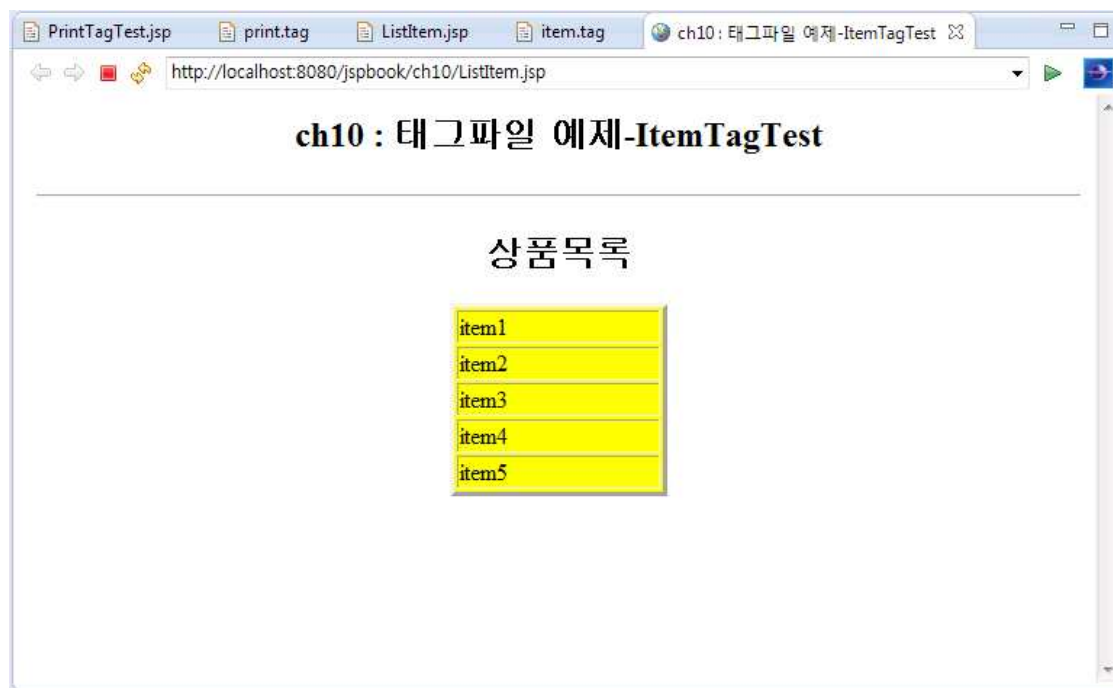 PrintTagTest.jsp print.tag ListItem.jsp item.tag ch10 : 태그파일 예제-ItemTagTest
http://localhost:8080/jspbook/ch10/ListItem.jsp
ch10 : 태그파일 예제-ItemTagTest
상품목록
item1
item2
item3
item4
item5